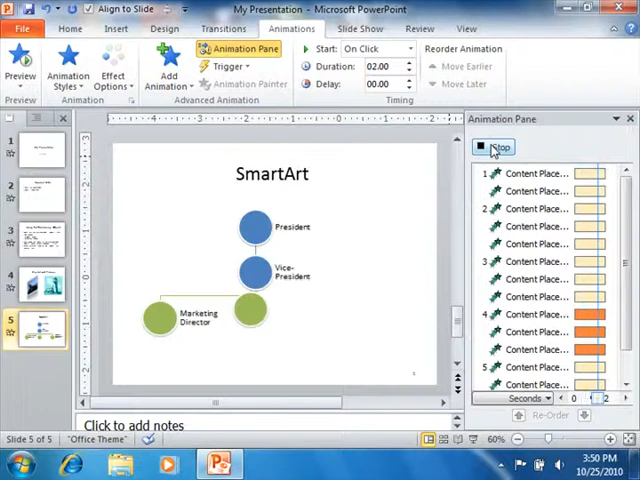 Align to Slide
My Presentation - Microsoft PowerPoint
File
Home
Insert
Design
Transitions
Animations
Slide Show
Review
View
Preview
Animation
Styles
Effect
Options
Add
Animation
Animation Pane
Trigger
Animation Painter
Start: On Click
Duration: 02.00
Delay: 00.00
Reorder Animation
Move Earlier
Move Later
Preview
Animation
Advanced Animation
Timing
1
2
3
4
5
SmartArt
President
Vice-
President
Marketing
Director
Click to add notes
Animation Pane
Stop
1 Content Place...
Content Place...
2 Content Place...
Content Place...
Content Place...
3 Content Place...
Content Place...
Content Place...
4 Content Place...
Content Place...
Content Place...
5 Content Place...
Content Place...
Seconds
0
2
Re-Order
Slide 5 of 5
"Office Theme"
60%
3:50 PM
10/25/2010